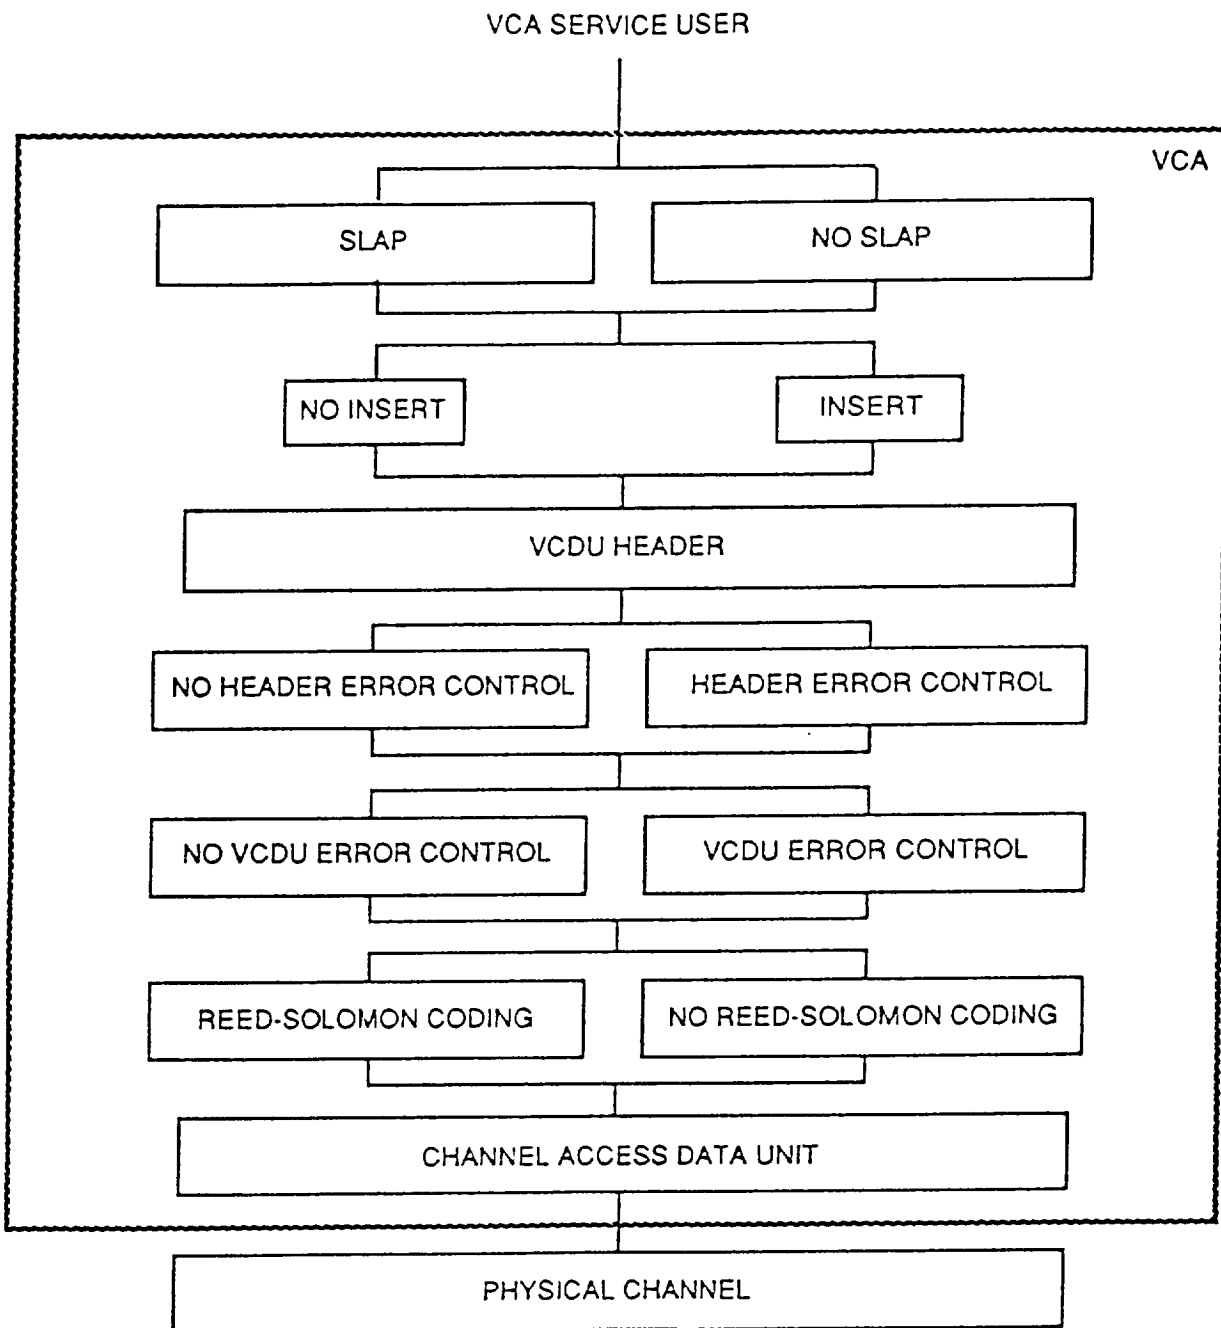 VCA SERVICE USER
VCA
SLAP
NO SLAP
NO INSERT
INSERT
VCDU HEADER
NO HEADER ERROR CONTROL
HEADER ERROR CONTROL
NO VCDU ERROR CONTROL
VCDU ERROR CONTROL
REED-SOLOMON CODING
NO REED-SOLOMON CODING
CHANNEL ACCESS DATA UNIT
PHYSICAL CHANNEL